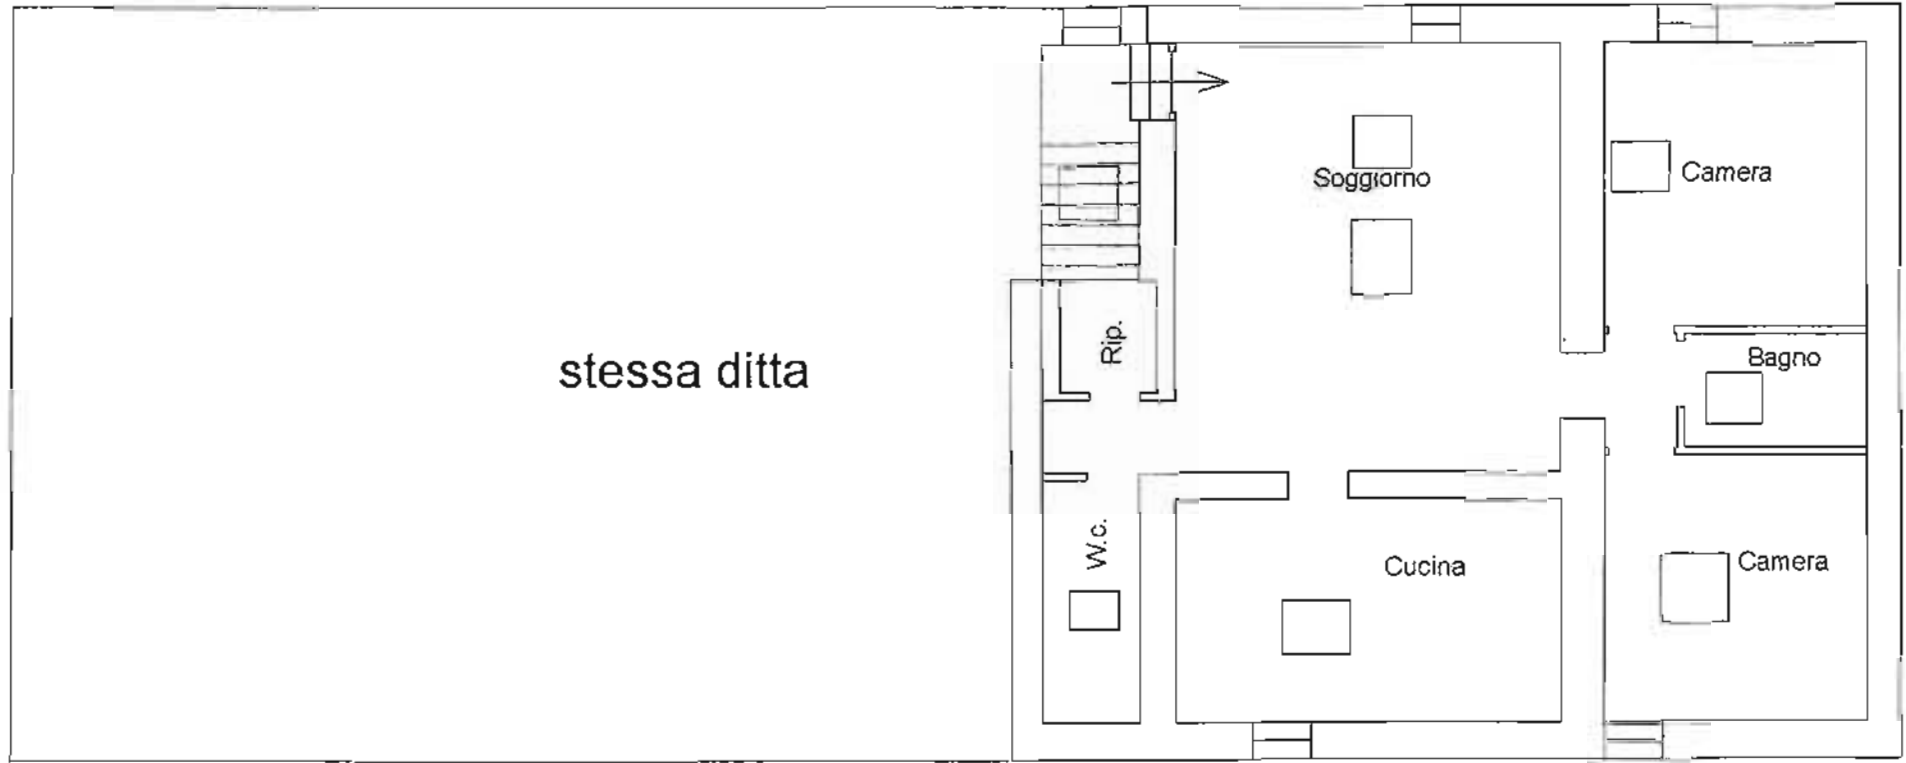 Soggiorno
Camera
Rip.
Bagno
stessa ditta
W.c.
Cucina
Camera